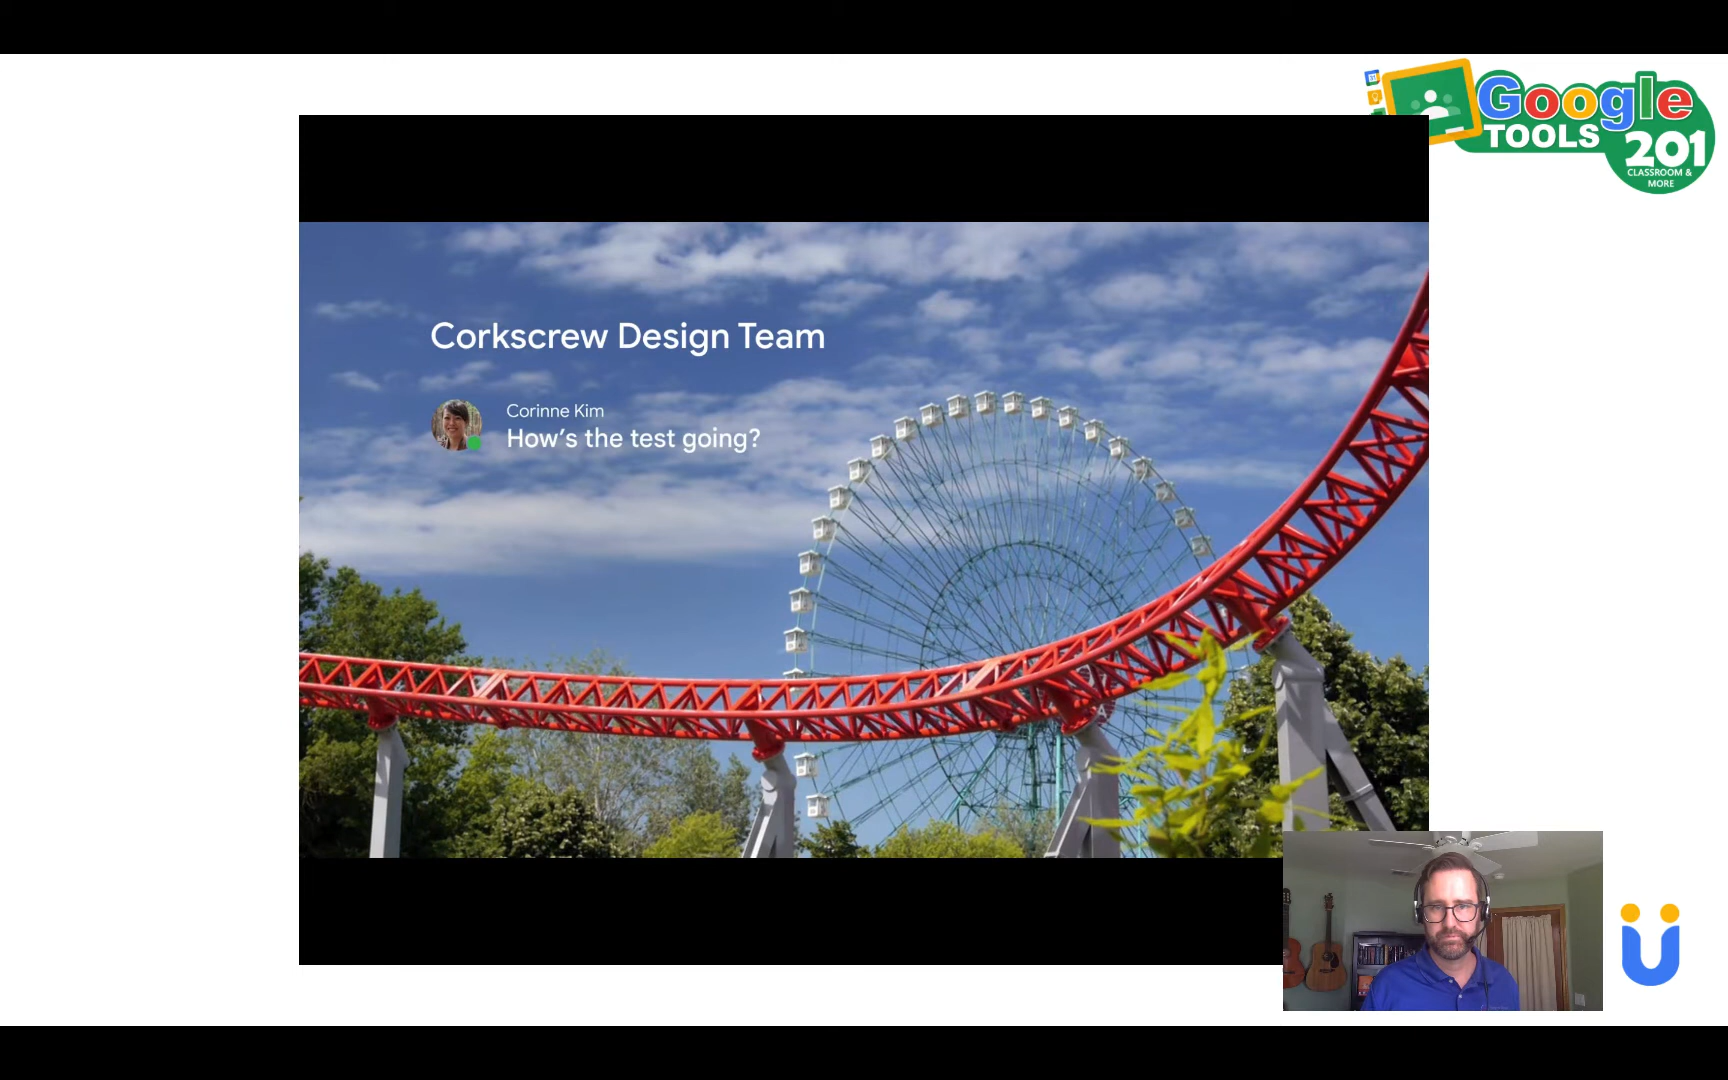 Google
TOOLS
201
CLASSROOM &
MORE
Corkscrew Design Team
Corinne Kim
How's the test going?